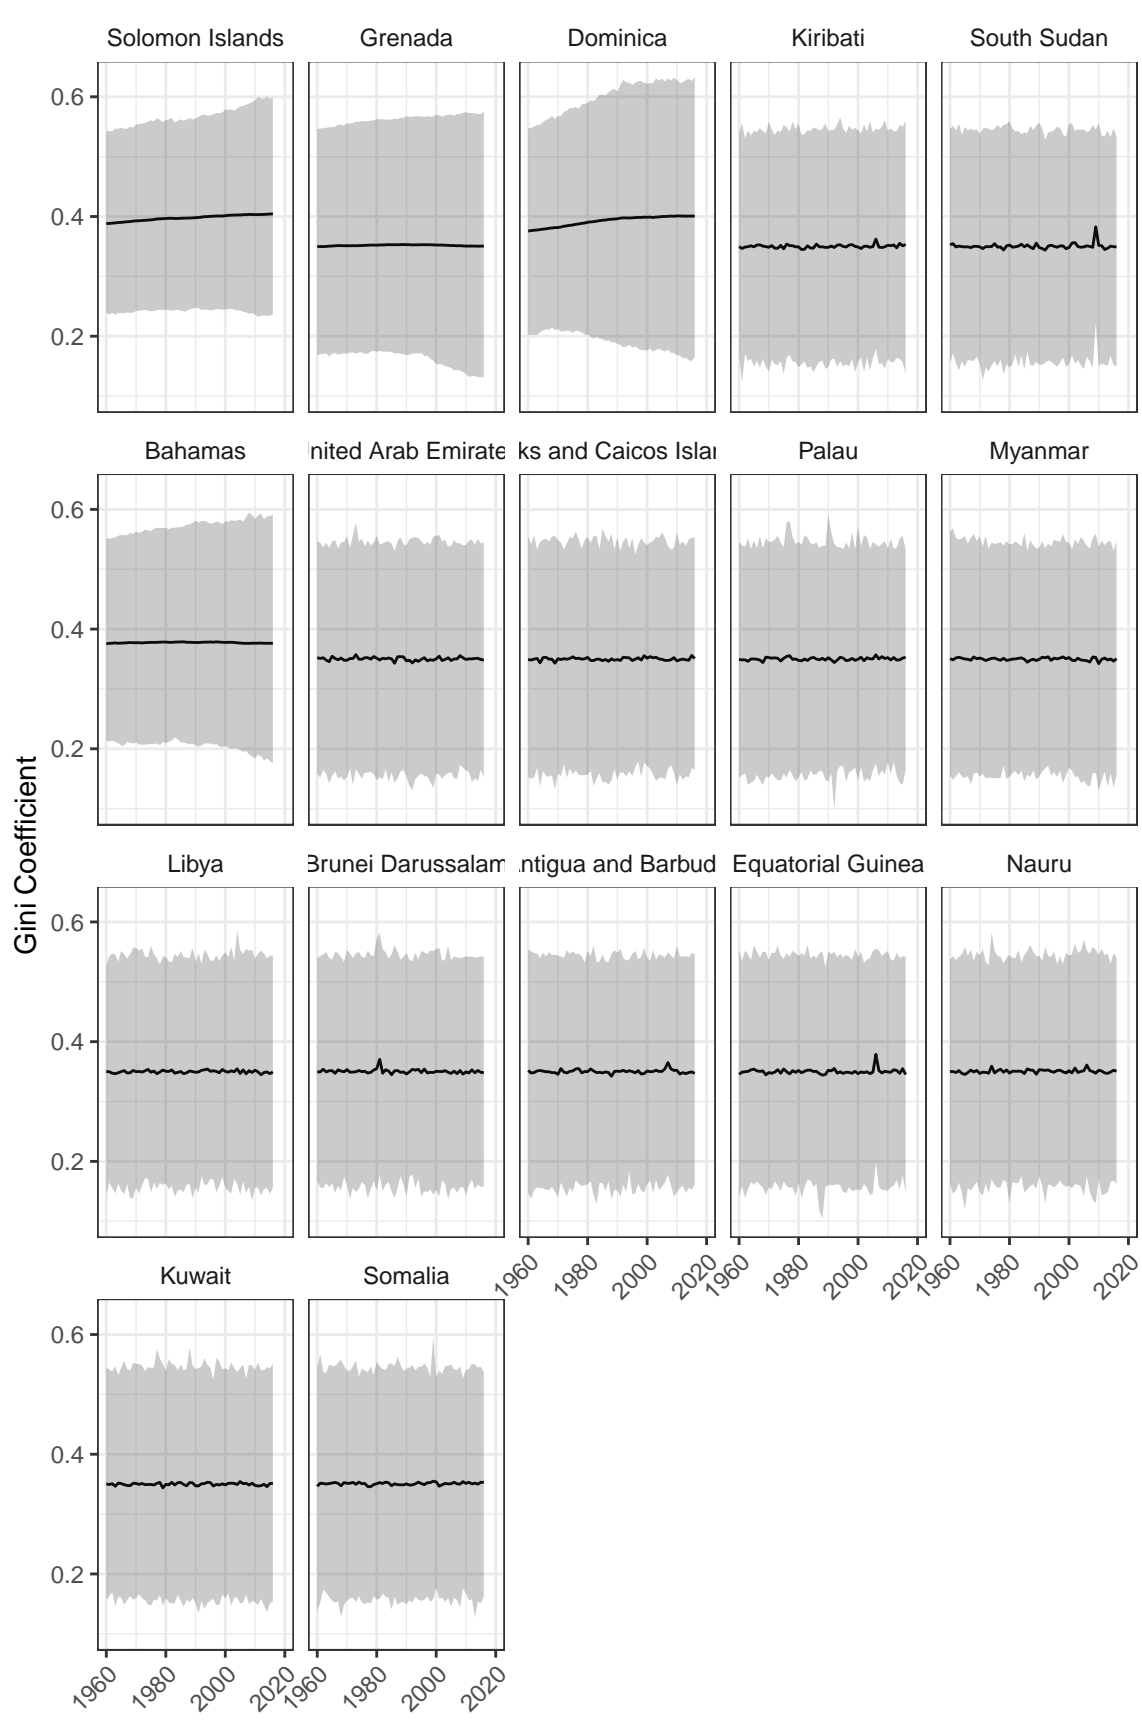 Solomon Islands Grenada Dominica Kiribati South Sudan
0.6
0.4
0.2
Bahamas nited Arab Emirate ks and Caicos Islan Palau Myanmar
0.6
0.4
0.2
Gini Coefficient
Libya Brunei Darussalam ntigua and Barbud Equatorial Guinea Nauru
0.6
0.4
0.2
1960 1980 2000 2020 1960 1980 2000 2020 1960 1980 2000 2020
Kuwait Somalia
0.6
0.4
0.2
1960 1980 2000 2020 1960 1980 2000 2020